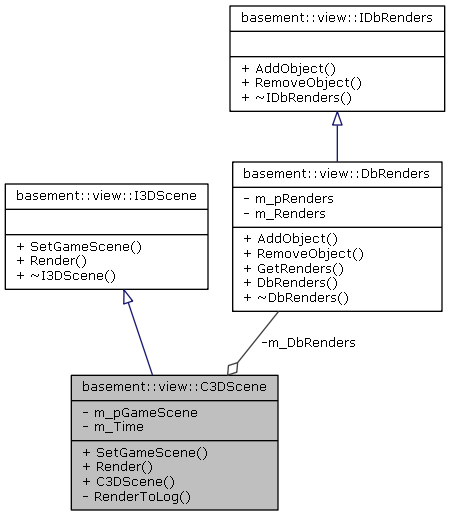 basement::view::IDbRenders
+ AddObject()
+ RemoveObject()
+ ~IDbRenders()
basement::view::DbRenders
- m_pRenders
- m_Renders
+ AddObject()
+ RemoveObject()
+ GetRenders()
+ DbRenders()
+ ~DbRenders()
basement::view::I3DScene
+ SetGameScene()
+ Render()
+ ~I3DScene()
-m_DbRenders
basement::view::C3DScene
- m_pGameScene
- m_Time
+ SetGameScene()
+ Render()
+ C3DScene()
- RenderToLog()